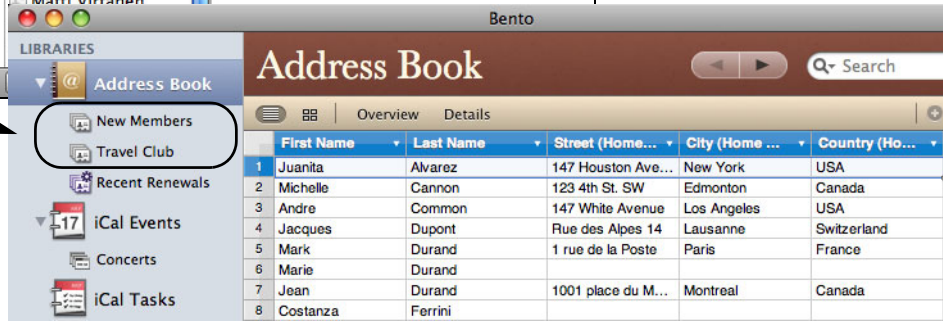 Matti Virtanen
Bento
LIBRARIES
Address Book
New Members
Travel Club
Recent Renewals
17 iCal Events
Concerts
iCal Tasks
Address Book
Search
Overview Details
First Name Last Name Street (Home... City (Home ... Country (Ho...
1 Juanita Alvarez 147 Houston Ave... New York USA
2 Michelle Cannon 123 4th St. SW Edmonton Canada
3 Andre Common 147 White Avenue Los Angeles USA
4 Jacques Dupont Rue des Alpes 14 Lausanne Switzerland
5 Mark Durand 1 rue de la Poste Paris France
6 Marie Durand
7 Jean Durand 1001 place du M... Montreal Canada
8 Costanza Ferrini